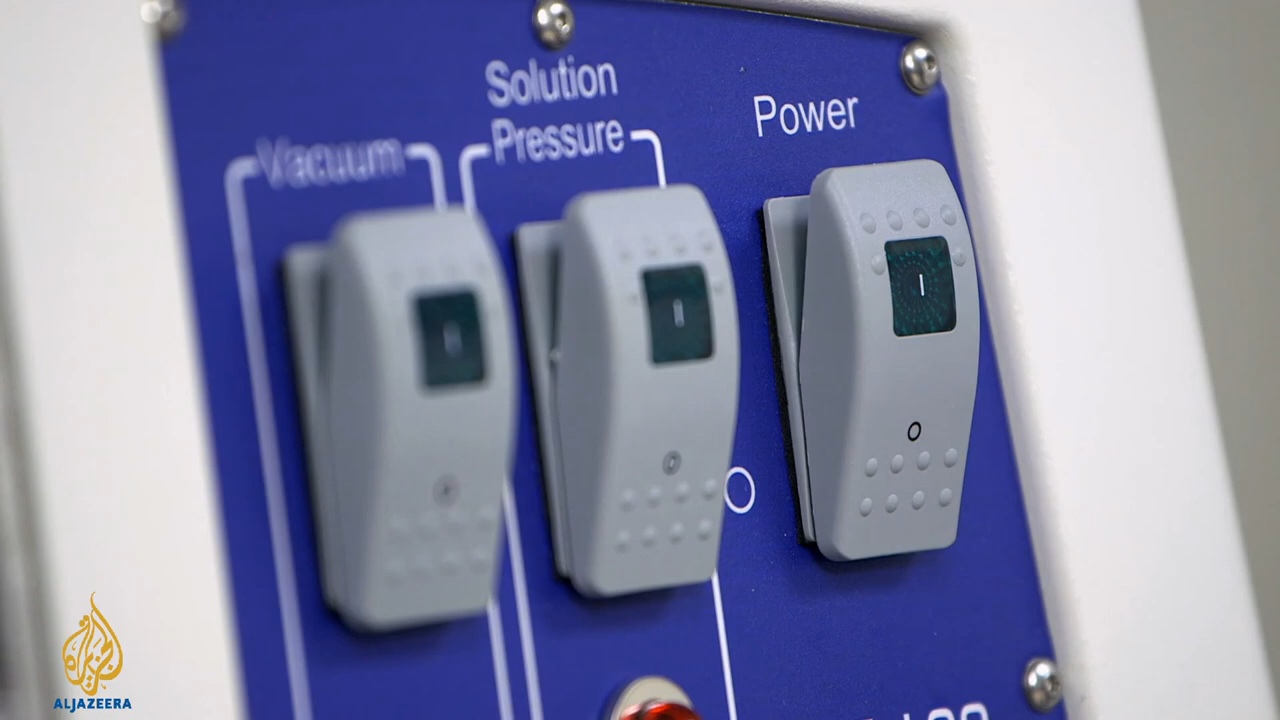 Vacuum
Solution
Pressure
Power
I
I
I
O
O
O
ALJAZEERA